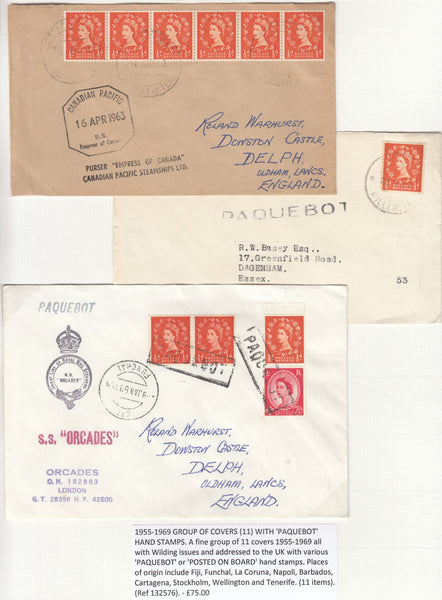 CANADIAN PACIFIC
16 APR 1963
S.S.
Empress of Canada
PURSER "EMPRESS OF CANADA"
CANADIAN PACIFIC STEAMSHIPS LTD.
ROLAND WARHURST,
DOWSTON CASTLE,
DELPH,
OLDHAM, LANCS,
ENGLAND.
PAQUEBOT
R.W. Basey Esq.,
17, Greenfield Road.
DAGENHAM,
Essex.
53
PAQUEBOT
S.S. "ORCADES"
FUNCHAL
ORCADES
O.N. 182883
LONDON
G.T. 28398 H.P. 42500
ROLAND WARHURST,
DOWSTON CASTLE,
DELPH,
OLDHAM, LANCS,
ENGLAND.
1955-1969 GROUP OF COVERS (11) WITH 'PAQUEBOT'
HAND STAMPS. A fine group of 11 covers 1955-1969 all
with Wilding issues and addressed to the UK with various
'PAQUEBOT' or 'POSTED ON BOARD' hand stamps. Places
of origin include Fiji, Funchal, La Coruna, Napoli, Barbados,
Cartagena, Stockholm, Wellington and Tenerife. (11 items).
(Ref 132576). - £75.00